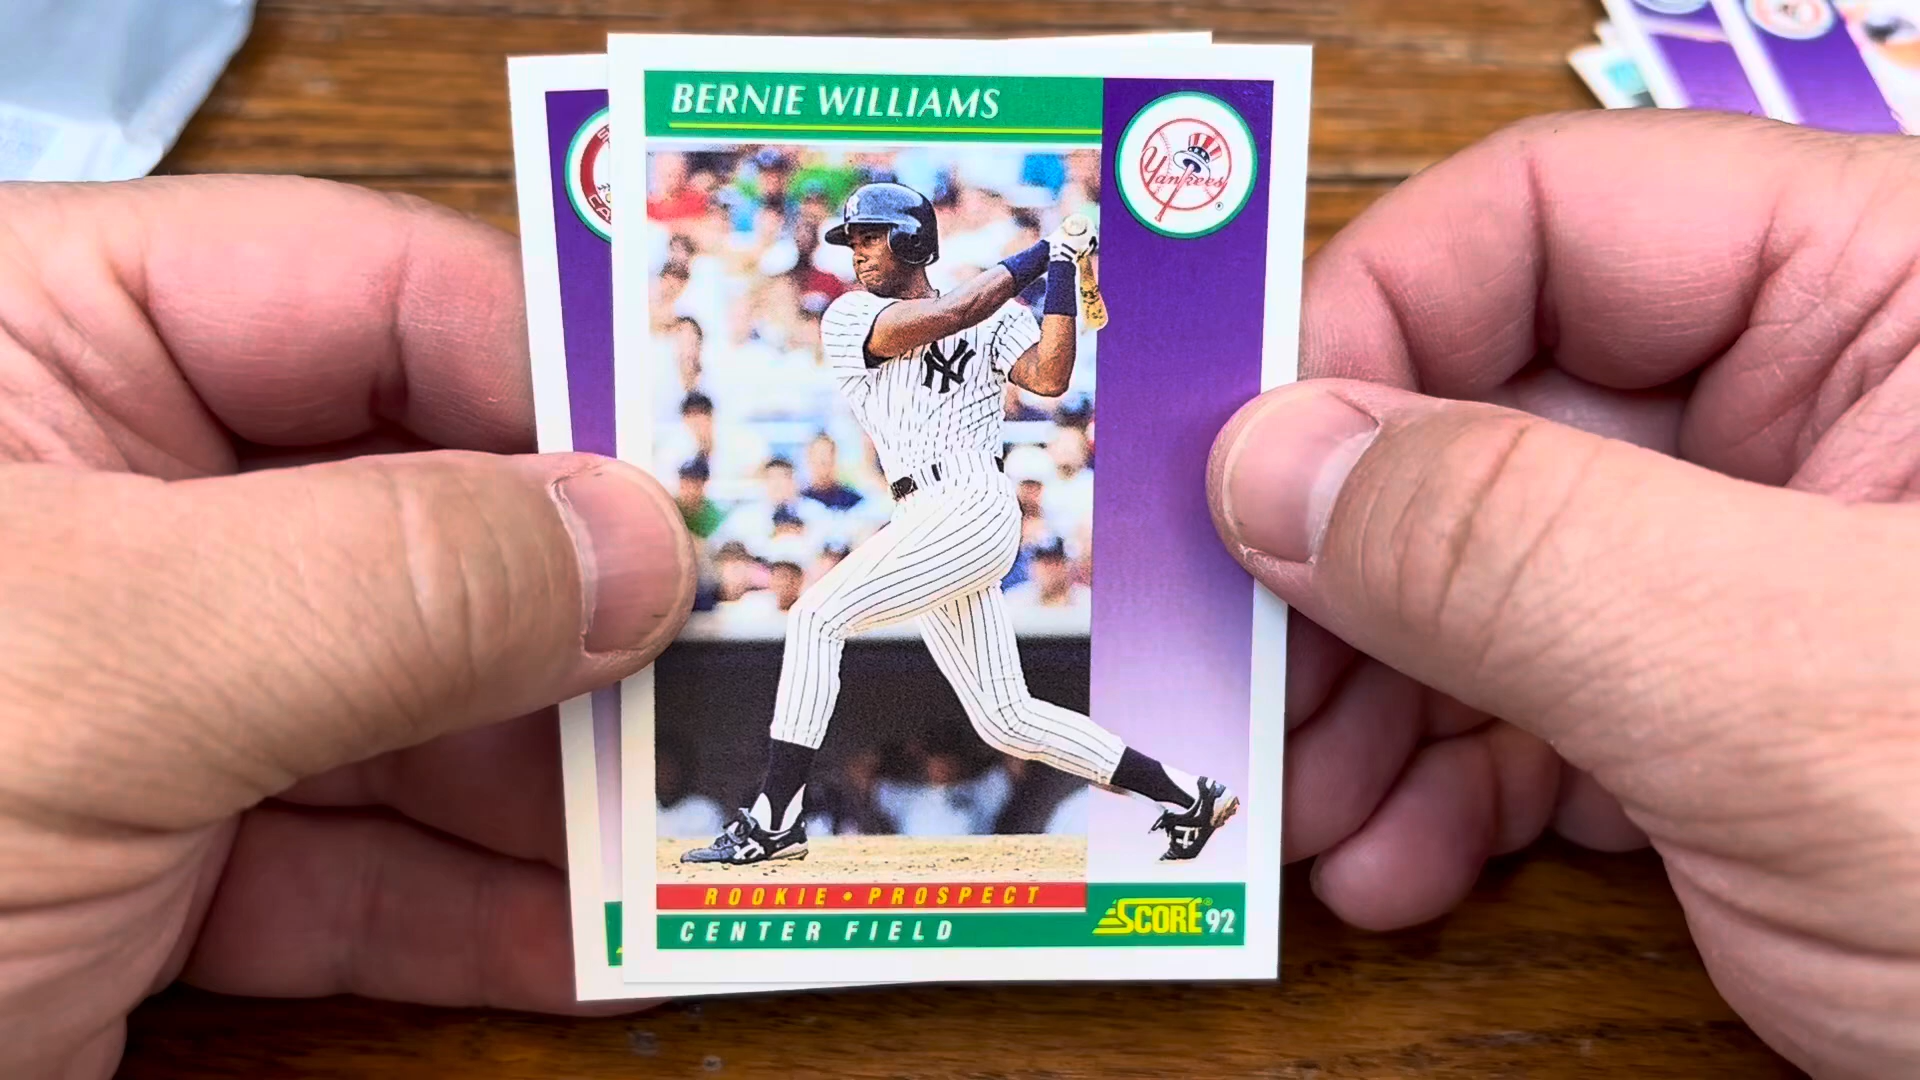 BERNIE WILLIAMS
Yankees
NY
ROOKIE • PROSPECT
CENTER FIELD
SCORE® 92